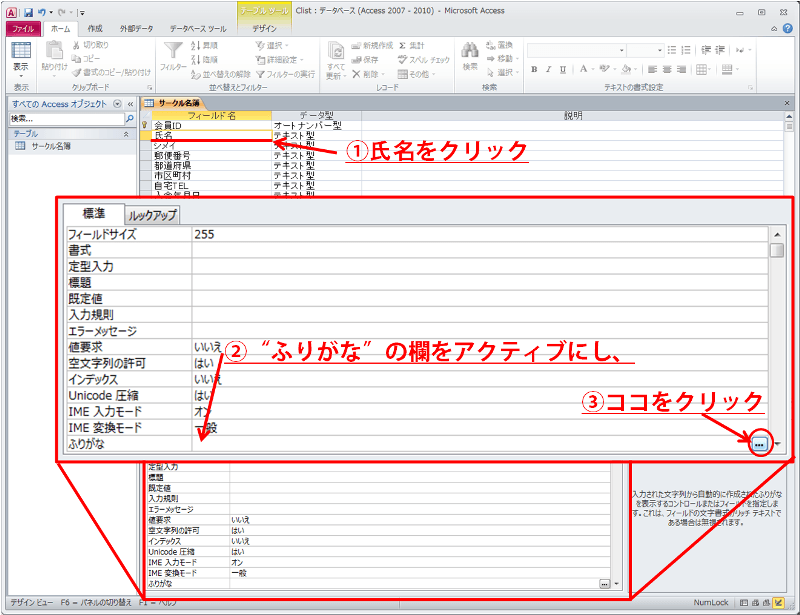 テーブル ツール
Clist : データベース (Access 2007 - 2010) - Microsoft Access
ファイル ホーム 作成 外部データ データベース ツール デザイン
表示
表示
貼り付け
切り取り
コピー
書式のコピー/貼り付け
クリップボード
フィルター
昇順
降順
並べ替えの解除
選択
詳細設定
フィルターの実行
並べ替えとフィルター
すべて
更新
新規作成
保存
削除
集計
スペル チェック
その他
レコード
検索
置換
移動
選択
検索
B I U A
テキストの書式設定
すべての Access オブジェクト
検索...
テーブル
サークル名簿
サークル名簿
フィールド名 データ型 説明
会員ID オートナンバー型
氏名 テキスト型
シメイ テキスト型
郵便番号 テキスト型
都道府県 テキスト型
市区町村 テキスト型
自宅TEL テキスト型
①氏名をクリック
標準 ルックアップ
フィールドサイズ 255
書式
定型入力
標題
既定値
入力規則
エラーメッセージ
値要求 いいえ
空文字列の許可 はい
インデックス いいえ
Unicode 圧縮 はい
IME 入力モード オン
IME 変換モード 一般
ふりがな
②“ふりがな”の欄をアクティブにし、
③ココをクリック
定型入力
標題
既定値
入力規則
エラーメッセージ
値要求 いいえ
空文字列の許可 はい
インデックス いいえ
Unicode 圧縮 はい
IME 入力モード オン
IME 変換モード 一般
ふりがな
入力された文字列から自動的に作成されたふりがな
を表示するコントロールまたはフィールドを指定しま
す。これは、フィールドの文字書式がリッチ テキストで
ある場合は無視されます。
デザイン ビュー F6 = パネルの切り替え F1 = ヘルプ
NumLock